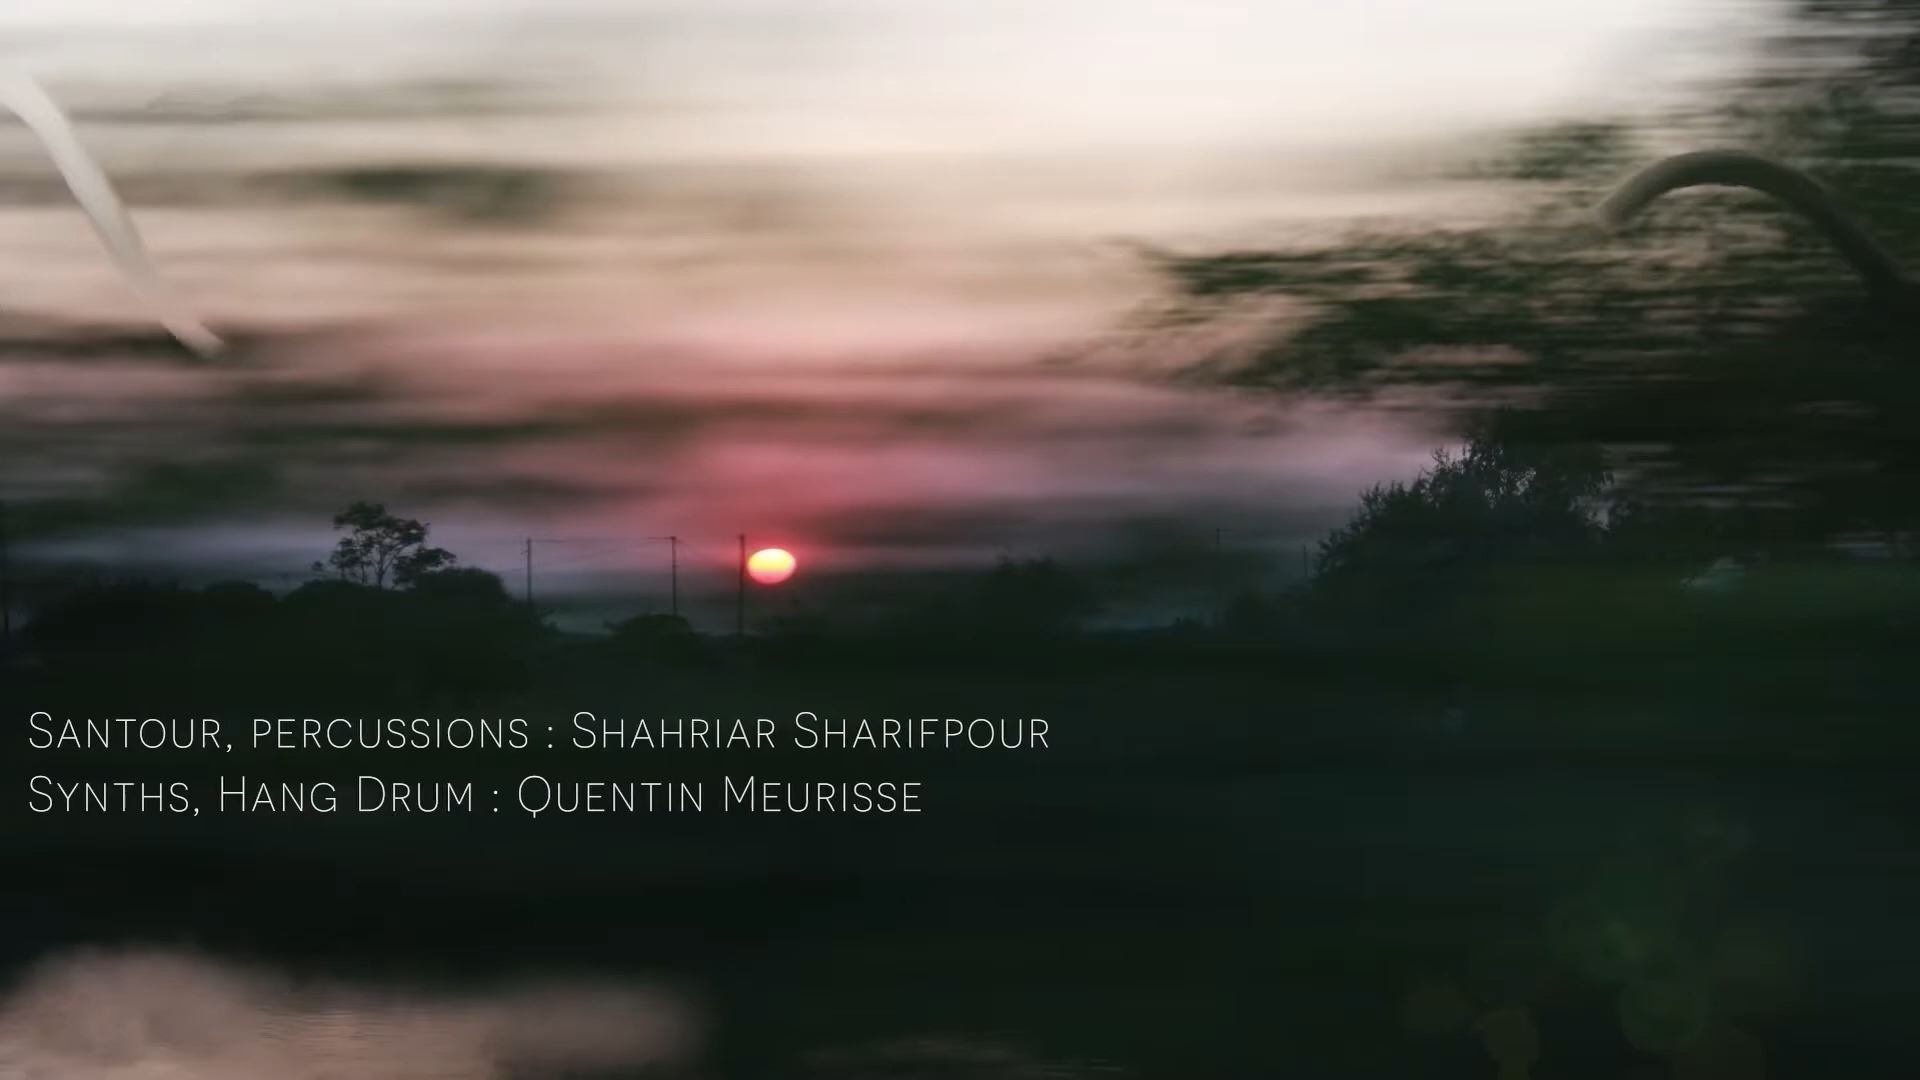 Santour, percussions : Shahriar Sharifpour
Synths, Hang Drum : Quentin Meurisse